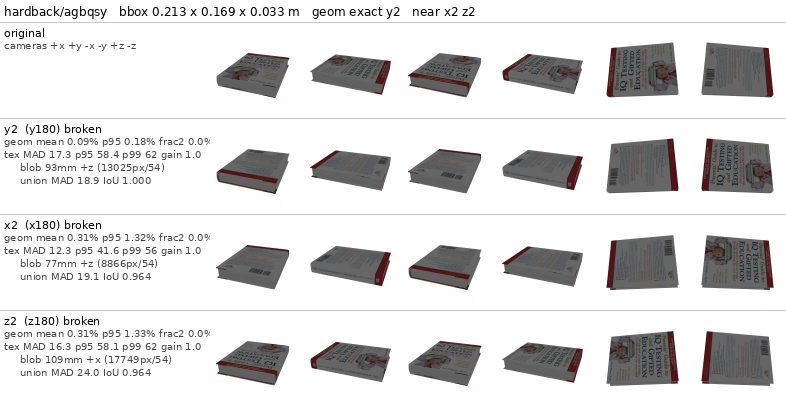 hardback/agbqsy bbox 0.213 x 0.169 x 0.033 m geom exact y2 near x2 z2
original
cameras +x +y -x -y +z -z
y2 (y180) broken
geom mean 0.09% p95 0.18% frac2 0.0%
tex MAD 17.3 p95 58.4 p99 62 gain 1.0
blob 93mm +z (13025px/54)
union MAD 18.9 IoU 1.000
x2 (x180) broken
geom mean 0.31% p95 1.32% frac2 0.0%
tex MAD 12.3 p95 41.6 p99 56 gain 1.0
blob 77mm +z (8866px/54)
union MAD 19.1 IoU 0.964
z2 (z180) broken
geom mean 0.31% p95 1.33% frac2 0.0%
tex MAD 16.3 p95 58.1 p99 62 gain 1.0
blob 109mm +x (17749px/54)
union MAD 24.0 IoU 0.964
IQ TESTING
and GIFTED
EDUCATION